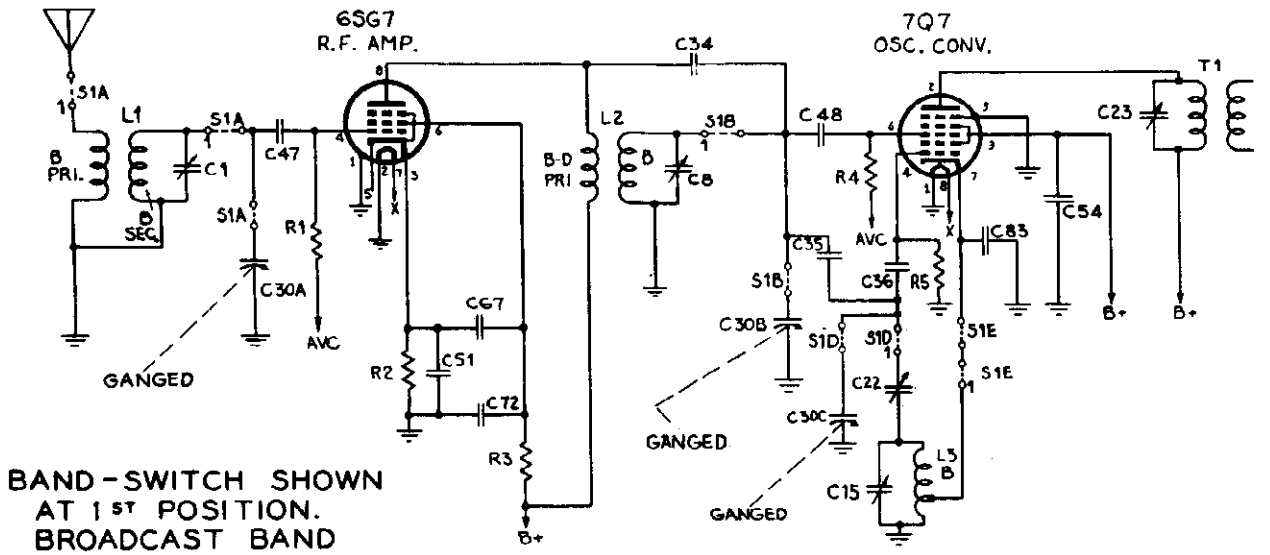 6SG7
R.F. AMP.
7Q7
OSC. CONV.
C34
T1
S1A
1
L1
S1A
1
C47
B
PRI.
C1
B
SEC.
S1A
R1
C30A
AVC
GANGED
8
4
6
1
5
2
7
3
X
L2
B-D
PRI
B
C8
S1B
1
C48
R4
AVC
2
5
6
3
4
1
8
7
X
C23
C54
B+
B+
C83
C35
C36
R5
S1B
C30B
S1D
S1D
1
S1E
S1E
1
C67
C51
R2
C72
R3
B+
C22
C30C
GANGED
GANGED
C15
L3
B
BAND-SWITCH SHOWN
AT 1ST POSITION.
BROADCAST BAND